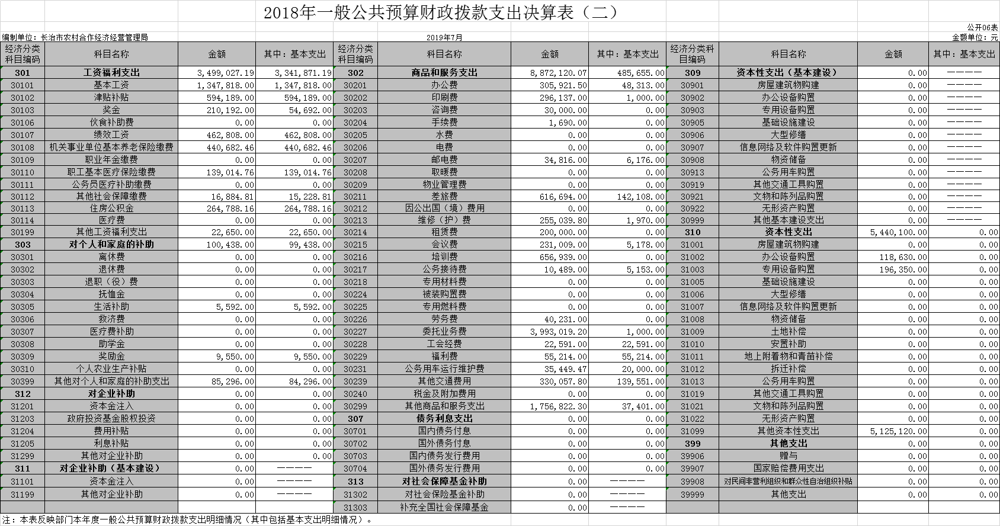 2018年一般公共预算财政拨款支出决算表（二）
公开06表
编制单位：长治市农村合作经济经营管理局 2019年7月 金额单位：元
经济分类科目编码 科目名称 金额 其中：基本支出 经济分类科目编码 科目名称 金额 其中：基本支出 经济分类科目编码 科目名称 金额 其中：基本支出
301 工资福利支出 3,499,027.19 3,341,871.19 302 商品和服务支出 8,872,120.07 485,655.00 309 资本性支出（基本建设） 0.00 ————
30101 基本工资 1,347,818.00 1,347,818.00 30201 办公费 305,921.50 48,313.00 30901 房屋建筑物购建 0.00 ————
30102 津贴补贴 594,189.00 594,189.00 30202 印刷费 296,137.00 1,000.00 30902 办公设备购置 0.00 ————
30103 奖金 210,192.00 54,692.00 30203 咨询费 30,000.00 0.00 30903 专用设备购置 0.00 ————
30106 伙食补助费 0.00 0.00 30204 手续费 1,690.00 0.00 30905 基础设施建设 0.00 ————
30107 绩效工资 462,808.00 462,808.00 30205 水费 0.00 0.00 30906 大型修缮 0.00 ————
30108 机关事业单位基本养老保险缴费 440,682.46 440,682.46 30206 电费 0.00 0.00 30907 信息网络及软件购置更新 0.00 ————
30109 职业年金缴费 0.00 0.00 30207 邮电费 34,816.00 6,176.00 30908 物资储备 0.00 ————
30110 职工基本医疗保险缴费 139,014.76 139,014.76 30208 取暖费 0.00 0.00 30913 公务用车购置 0.00 ————
30111 公务员医疗补助缴费 0.00 0.00 30209 物业管理费 0.00 0.00 30919 其他交通工具购置 0.00 ————
30112 其他社会保障缴费 16,884.81 15,228.81 30211 差旅费 616,694.00 142,108.00 30921 文物和陈列品购置 0.00 ————
30113 住房公积金 264,788.16 264,788.16 30212 因公出国（境）费用 0.00 0.00 30922 无形资产购置 0.00 ————
30114 医疗费 0.00 0.00 30213 维修（护）费 255,039.80 1,970.00 30999 其他基本建设支出 0.00 ————
30199 其他工资福利支出 22,650.00 22,650.00 30214 租赁费 200,000.00 0.00 310 资本性支出 5,440,100.00 0.00
303 对个人和家庭的补助 100,438.00 99,438.00 30215 会议费 231,009.00 5,178.00 31001 房屋建筑物购建 0.00 0.00
30301 离休费 0.00 0.00 30216 培训费 656,939.00 0.00 31002 办公设备购置 118,630.00 0.00
30302 退休费 0.00 0.00 30217 公务接待费 10,489.00 5,153.00 31003 专用设备购置 196,350.00 0.00
30303 退职（役）费 0.00 0.00 30218 专用材料费 0.00 0.00 31005 基础设施建设 0.00 0.00
30304 抚恤金 0.00 0.00 30224 被装购置费 0.00 0.00 31006 大型修缮 0.00 0.00
30305 生活补助 5,592.00 5,592.00 30225 专用燃料费 0.00 0.00 31007 信息网络及软件购置更新 0.00 0.00
30306 救济费 0.00 0.00 30226 劳务费 40,231.00 0.00 31008 物资储备 0.00 0.00
30307 医疗费补助 0.00 0.00 30227 委托业务费 3,993,019.20 1,000.00 31009 土地补偿 0.00 0.00
30308 助学金 0.00 0.00 30228 工会经费 22,591.00 22,591.00 31010 安置补助 0.00 0.00
30309 奖励金 9,550.00 9,550.00 30229 福利费 55,214.00 55,214.00 31011 地上附着物和青苗补偿 0.00 0.00
30310 个人农业生产补贴 0.00 0.00 30231 公务用车运行维护费 35,449.47 20,000.00 31012 拆迁补偿 0.00 0.00
30399 其他对个人和家庭的补助支出 85,296.00 84,296.00 30239 其他交通费用 330,057.80 139,551.00 31013 公务用车购置 0.00 0.00
312 对企业补助 0.00 0.00 30240 税金及附加费用 0.00 0.00 31019 其他交通工具购置 0.00 0.00
31201 资本金注入 0.00 0.00 30299 其他商品和服务支出 1,756,822.30 37,401.00 31021 文物和陈列品购置 0.00 0.00
31203 政府投资基金股权投资 0.00 0.00 307 债务利息支出 0.00 0.00 31022 无形资产购置 0.00 0.00
31204 费用补贴 0.00 0.00 30701 国内债务付息 0.00 0.00 31099 其他资本性支出 5,125,120.00 0.00
31205 利息补贴 0.00 0.00 30702 国外债务付息 0.00 0.00 399 其他支出 0.00 0.00
31299 其他对企业补助 0.00 0.00 30703 国内债务发行费用 0.00 0.00 39906 赠与 0.00 0.00
311 对企业补助（基本建设） 0.00 ———— 30704 国外债务发行费用 0.00 0.00 39907 国家赔偿费用支出 0.00 0.00
31101 资本金注入 0.00 ———— 313 对社会保障基金补助 0.00 ———— 39908 对民间非营利组织和群众性自治组织补贴 0.00 0.00
31199 其他对企业补助 0.00 ———— 31302 对社会保险基金补助 0.00 ———— 39999 其他支出 0.00 0.00
31303 补充全国社会保障基金 0.00 ————
注：本表反映部门本年度一般公共预算财政拨款支出明细情况（其中包括基本支出明细情况）。